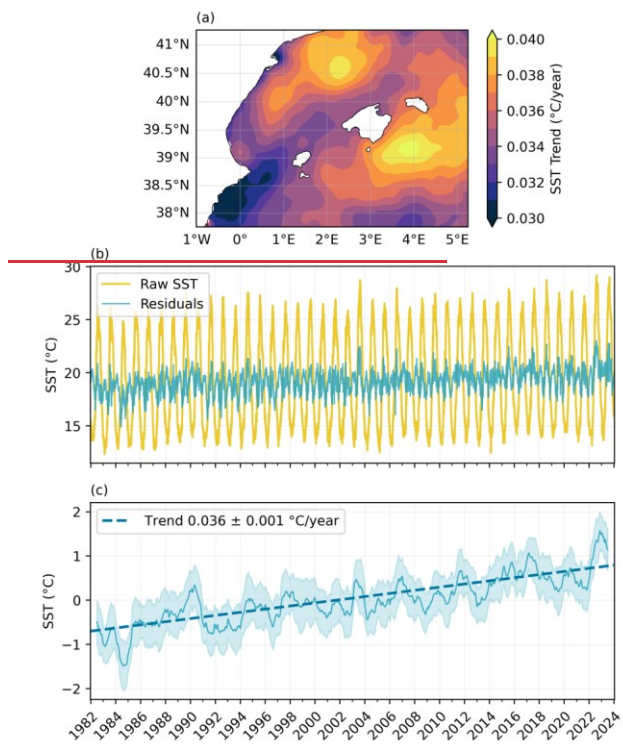 (a)
41°N
40.5°N
40°N
39.5°N
39°N
38.5°N
38°N
1°W 0° 1°E 2°E 3°E 4°E 5°E
0.040
0.038
0.036
0.034
0.032
0.030
SST Trend (°C/year)
(b)
30
25
20
15
SST (°C)
Raw SST
Residuals
(c)
2
1
0
−1
−2
SST (°C)
Trend 0.036 ± 0.001 °C/year
1982 1984 1986 1988 1990 1992 1994 1996 1998 2000 2002 2004 2006 2008 2010 2012 2014 2016 2018 2020 2022 2024